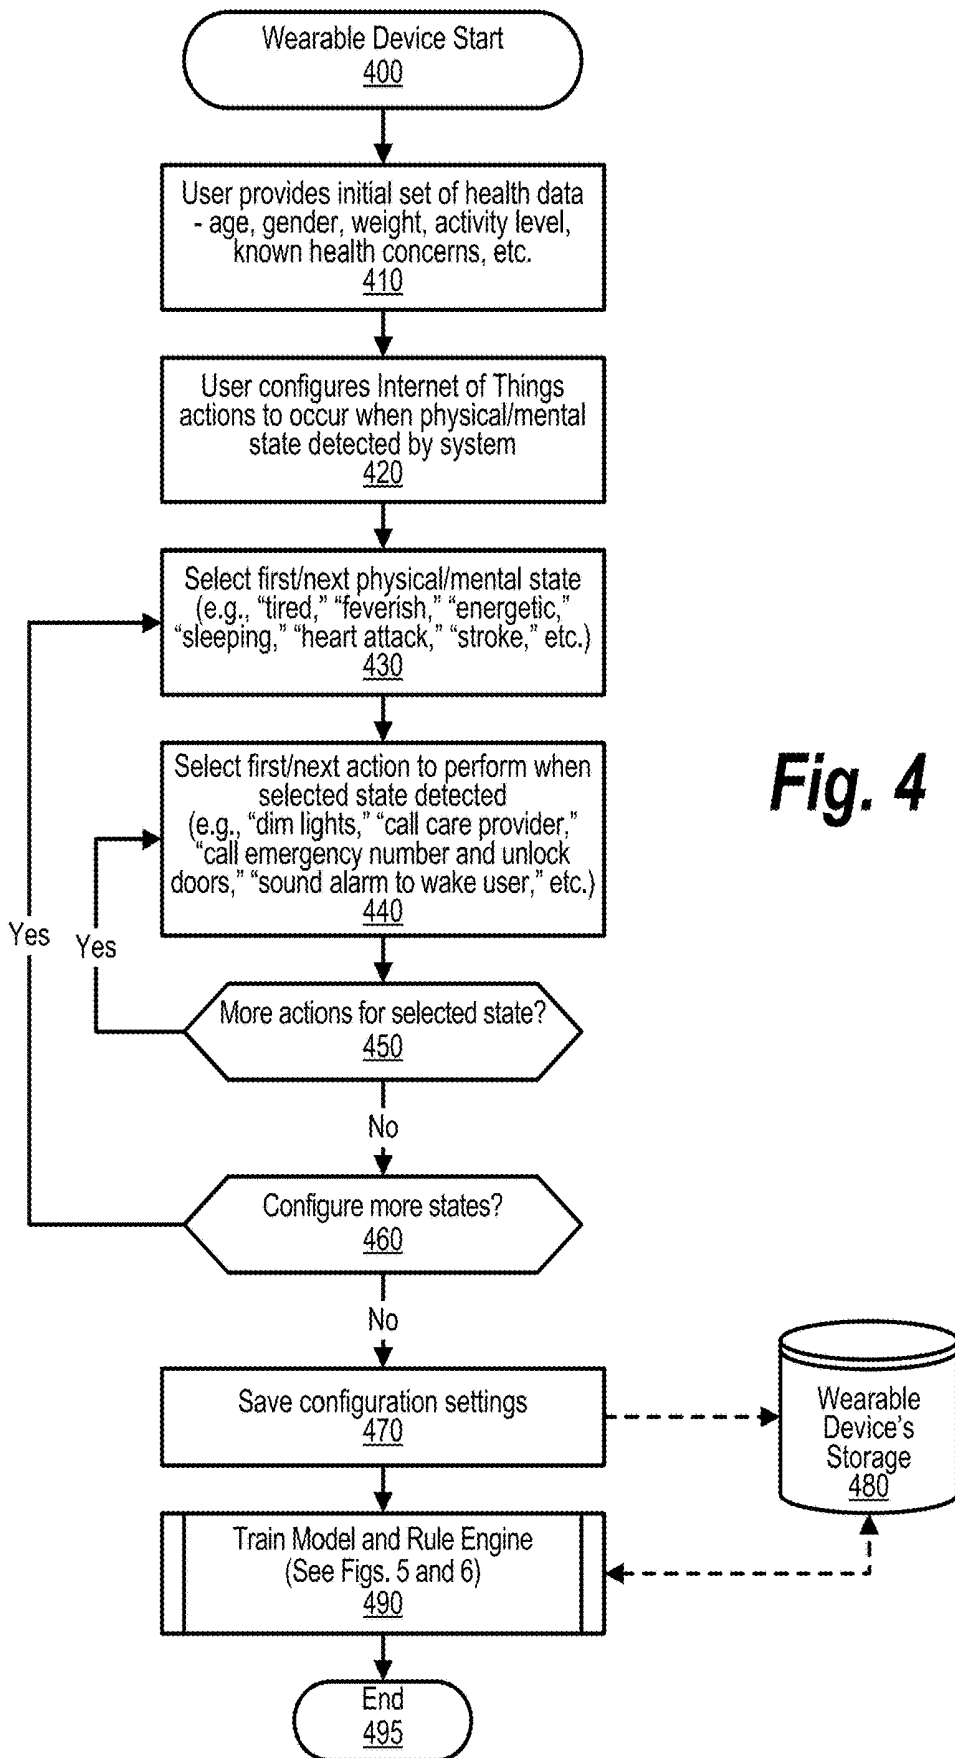 Wearable Device Start
400
User provides initial set of health data
- age, gender, weight, activity level,
known health concerns, etc.
410
User configures Internet of Things
actions to occur when physical/mental
state detected by system
420
Select first/next physical/mental state
(e.g., “tired,” “feverish,” “energetic,”
“sleeping,” “heart attack,” “stroke,” etc.)
430
Select first/next action to perform when
selected state detected
(e.g., “dim lights,” “call care provider,”
“call emergency number and unlock
doors,” “sound alarm to wake user,” etc.)
440
Fig. 4
Yes
Yes
More actions for selected state?
450
No
Configure more states?
460
No
Save configuration settings
470
Wearable
Device's
Storage
480
Train Model and Rule Engine
(See Figs. 5 and 6)
490
End
495